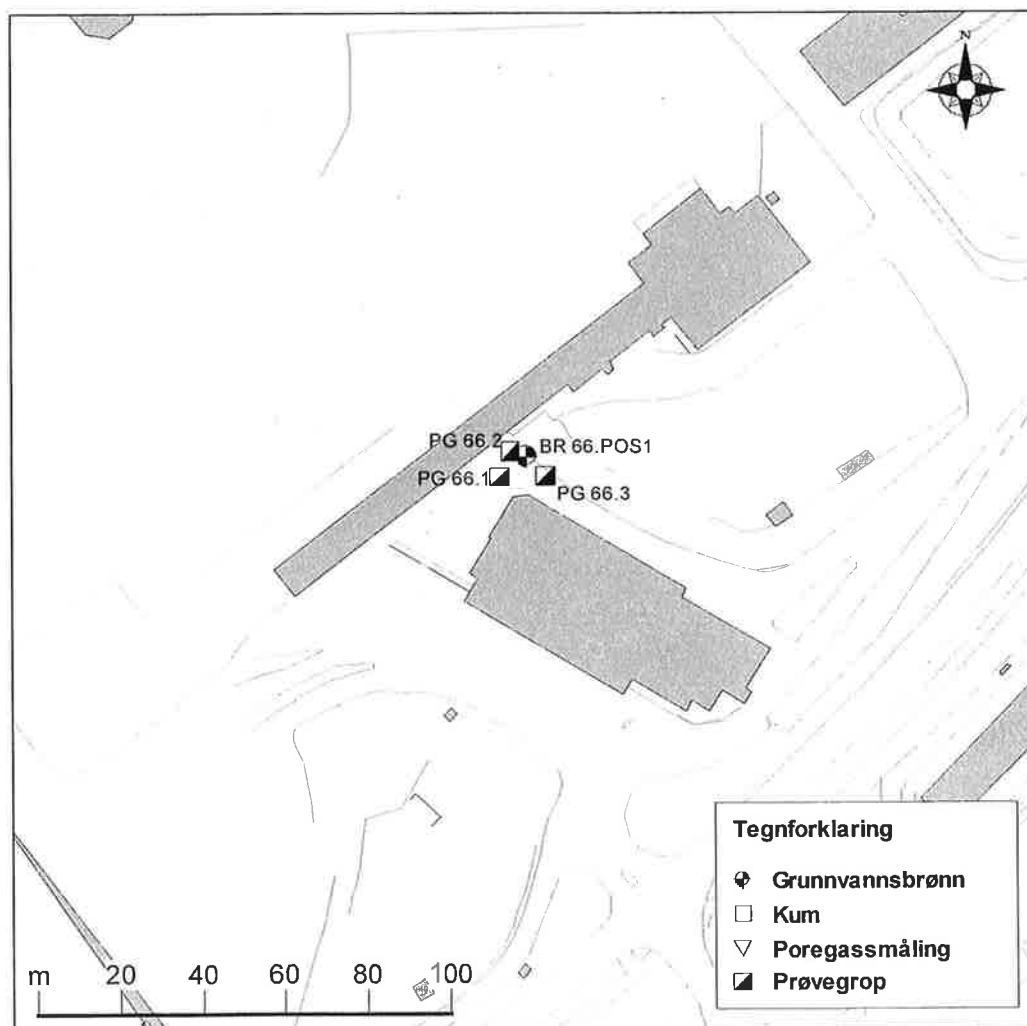 N
PG 66.2
BR 66.POS1
PG 66.1
PG 66.3
Tegnforklaring
Grunnvannsbrønn
Kum
Poregassmåling
Prøvegrop
m 20 40 60 80 100